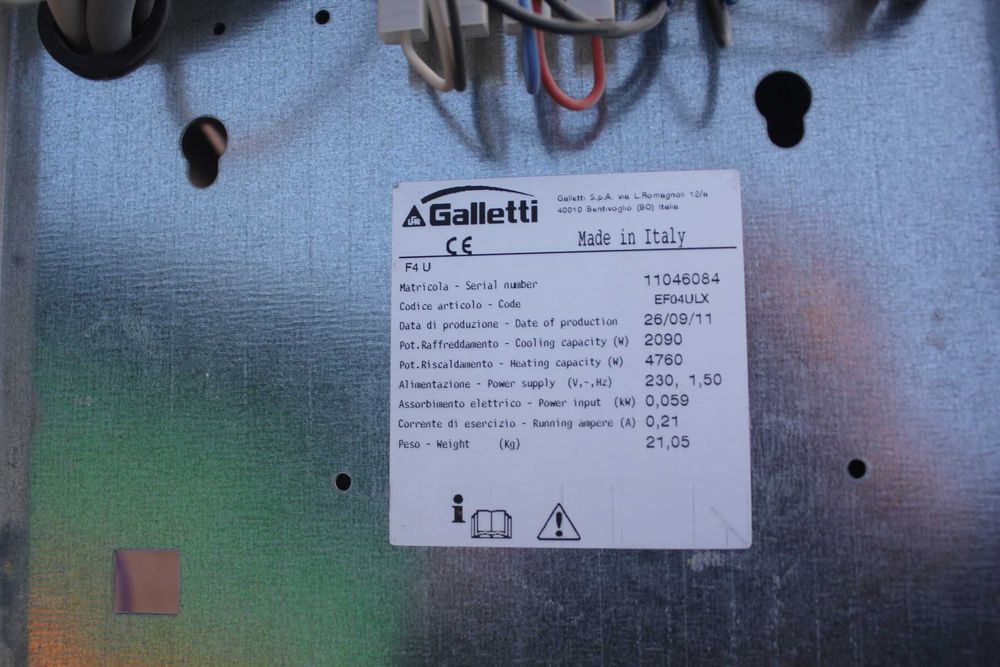 Galletti
Galletti S.p.A. via L.Romagnoli 12/a
40010 Bentivoglio (BO) Italia
CE
Made in Italy
F4 U
Matricola - Serial number 11046084
Codice articolo - Code EF04ULX
Data di produzione - Date of production 26/09/11
Pot.Raffreddamento - Cooling capacity (W) 2090
Pot.Riscaldamento - Heating capacity (W) 4760
Alimentazione - Power supply (V,-,Hz) 230, 1,50
Assorbimento elettrico - Power input (kW) 0,059
Corrente di esercizio - Running ampere (A) 0,21
Peso - Weight (Kg) 21,05